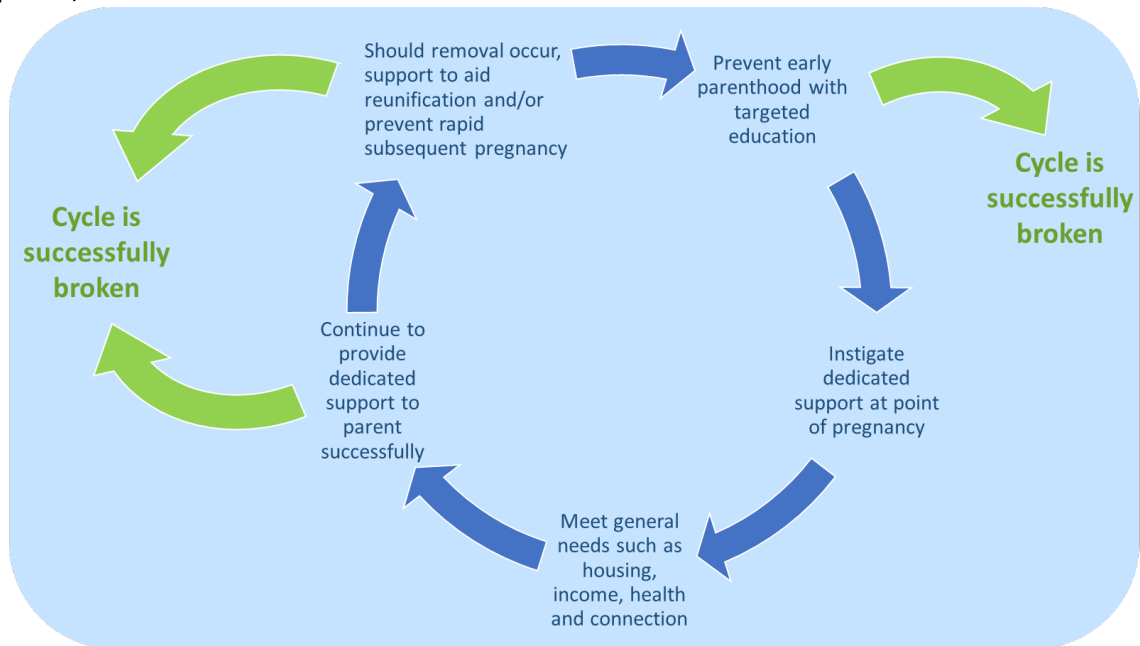 Should removal occur,
support to aid
reunification and/or
prevent rapid
subsequent pregnancy
Prevent early
parenthood with
targeted
education
Cycle is
successfully
broken
Instigate
dedicated
support at point
of pregnancy
Meet general
needs such as
housing,
income, health
and connection
Continue to
provide
dedicated
support to
parent
successfully
Cycle is
successfully
broken